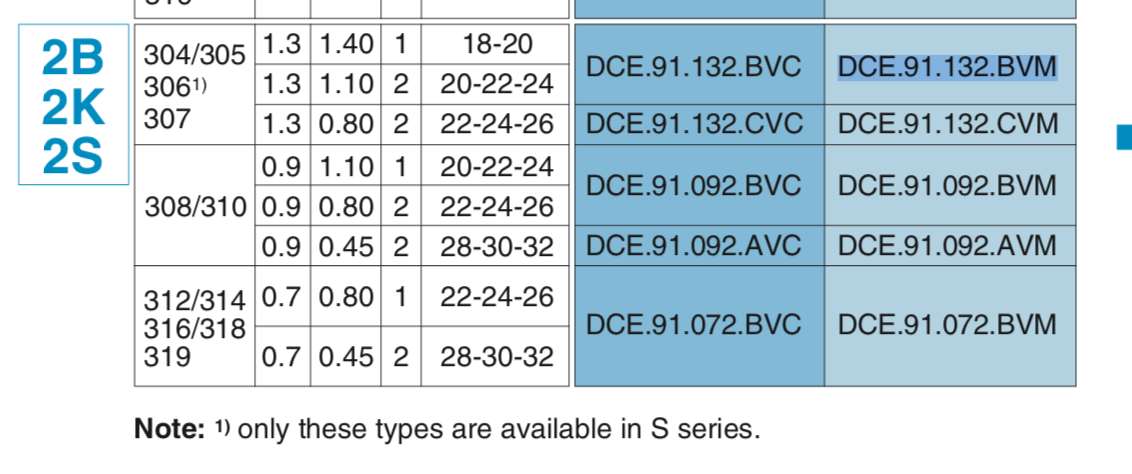 2B
2K
2S
304/305
306¹⁾
307
1.3 1.40 1 18-20
1.3 1.10 2 20-22-24
1.3 0.80 2 22-24-26
DCE.91.132.BVC DCE.91.132.BVM
DCE.91.132.CVC DCE.91.132.CVM
308/310
0.9 1.10 1 20-22-24
0.9 0.80 2 22-24-26
0.9 0.45 2 28-30-32
DCE.91.092.BVC DCE.91.092.BVM
DCE.91.092.AVC DCE.91.092.AVM
312/314
316/318
319
0.7 0.80 1 22-24-26
0.7 0.45 2 28-30-32
DCE.91.072.BVC DCE.91.072.BVM
Note: ¹⁾ only these types are available in S series.